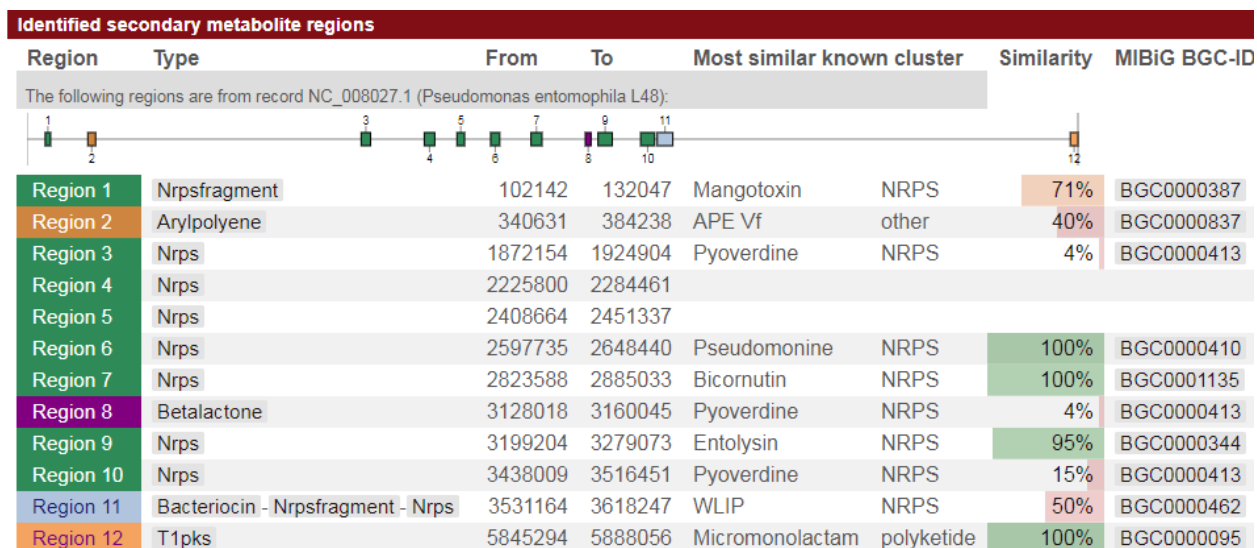 Identified secondary metabolite regions
Region Type From To Most similar known cluster Similarity MIBiG BGC-ID
The following regions are from record NC_008027.1 (Pseudomonas entomophila L48):
1 3 5 7 9 11
2 4 6 8 10 12
Region 1 Nrpsfragment 102142 132047 Mangotoxin NRPS 71% BGC0000387
Region 2 Arylpolyene 340631 384238 APE Vf other 40% BGC0000837
Region 3 Nrps 1872154 1924904 Pyoverdine NRPS 4% BGC0000413
Region 4 Nrps 2225800 2284461
Region 5 Nrps 2408664 2451337
Region 6 Nrps 2597735 2648440 Pseudomonine NRPS 100% BGC0000410
Region 7 Nrps 2823588 2885033 Bicornutin NRPS 100% BGC0001135
Region 8 Betalactone 3128018 3160045 Pyoverdine NRPS 4% BGC0000413
Region 9 Nrps 3199204 3279073 Entolysin NRPS 95% BGC0000344
Region 10 Nrps 3438009 3516451 Pyoverdine NRPS 15% BGC0000413
Region 11 Bacteriocin - Nrpsfragment - Nrps 3531164 3618247 WLIP NRPS 50% BGC0000462
Region 12 T1pks 5845294 5888056 Micromonolactam polyketide 100% BGC0000095